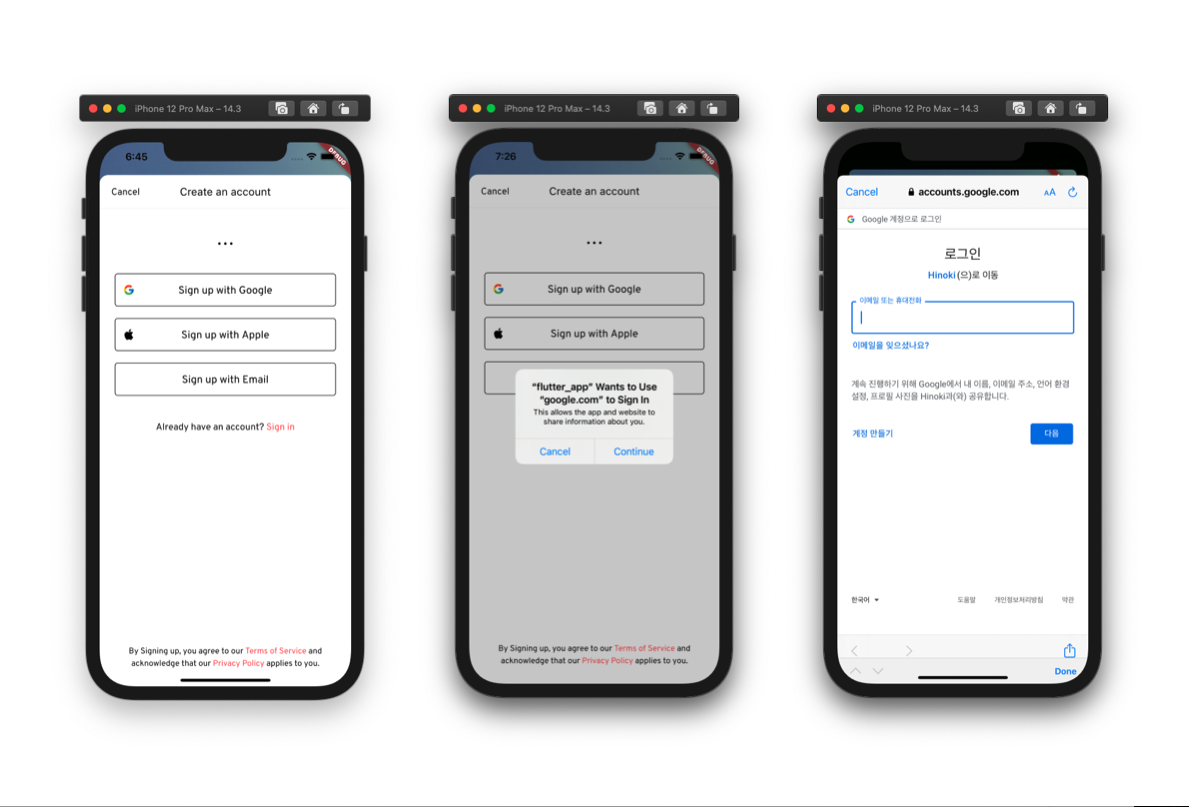 iPhone 12 Pro Max – 14.3
6:45
DEBUG
Cancel
Create an account
...
Sign up with Google
Sign up with Apple
Sign up with Email
Already have an account? Sign in
By Signing up, you agree to our Terms of Service and
acknowledge that our Privacy Policy applies to you.
iPhone 12 Pro Max – 14.3
7:26
DEBUG
Cancel
Create an account
...
Sign up with Google
Sign up with Apple
“flutter_app” Wants to Use
“google.com” to Sign In
This allows the app and website to
share information about you.
Cancel
Continue
By Signing up, you agree to our Terms of Service and
acknowledge that our Privacy Policy applies to you.
iPhone 12 Pro Max – 14.3
Cancel
accounts.google.com
AA
G Google 계정으로 로그인
로그인
Hinoki(으)로 이동
이메일 또는 휴대전화
이메일을 잊으셨나요?
계속 진행하기 위해 Google에서 내 이름, 이메일 주소, 언어 환경
설정, 프로필 사진을 Hinoki과(와) 공유합니다.
계정 만들기
다음
한국어
도움말
개인정보처리방침
약관
Done